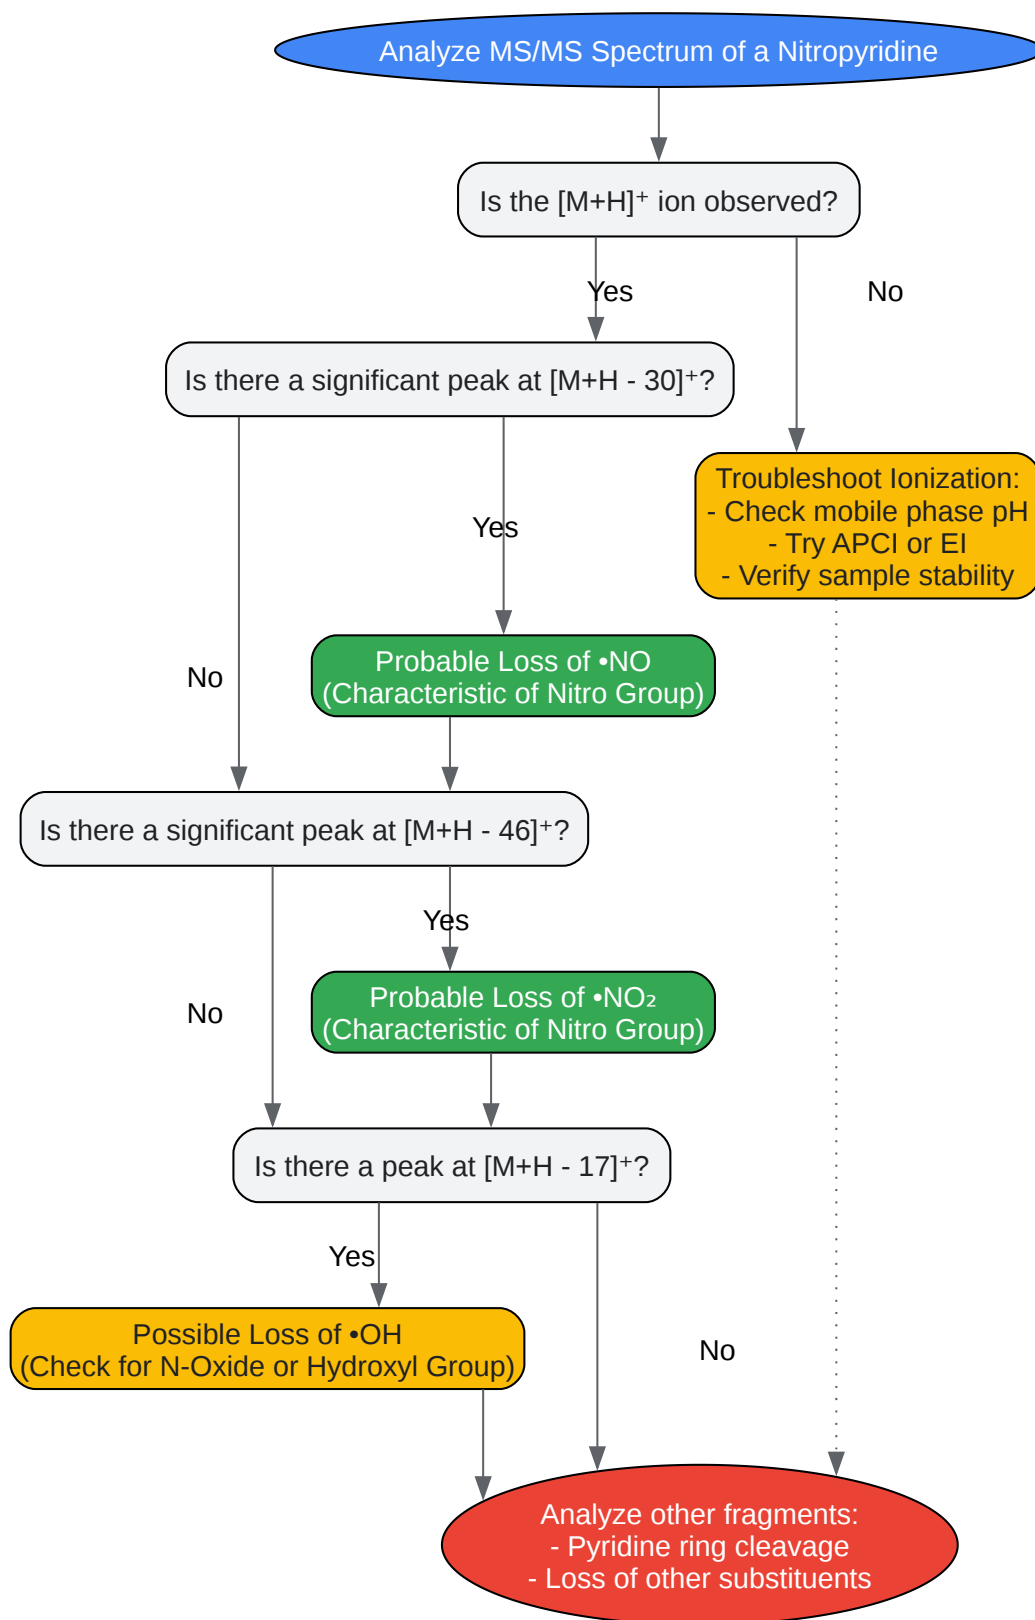 Analyze MS/MS Spectrum of a Nitropyridine
Is the [M+H]⁺ ion observed?
Yes
No
Is there a significant peak at [M+H - 30]⁺?
Troubleshoot Ionization:
- Check mobile phase pH
- Try APCI or EI
- Verify sample stability
Yes
Probable Loss of •NO
(Characteristic of Nitro Group)
No
Is there a significant peak at [M+H - 46]⁺?
Yes
Probable Loss of •NO₂
(Characteristic of Nitro Group)
No
Is there a peak at [M+H - 17]⁺?
Yes
Possible Loss of •OH
(Check for N-Oxide or Hydroxyl Group)
No
Analyze other fragments:
- Pyridine ring cleavage
- Loss of other substituents